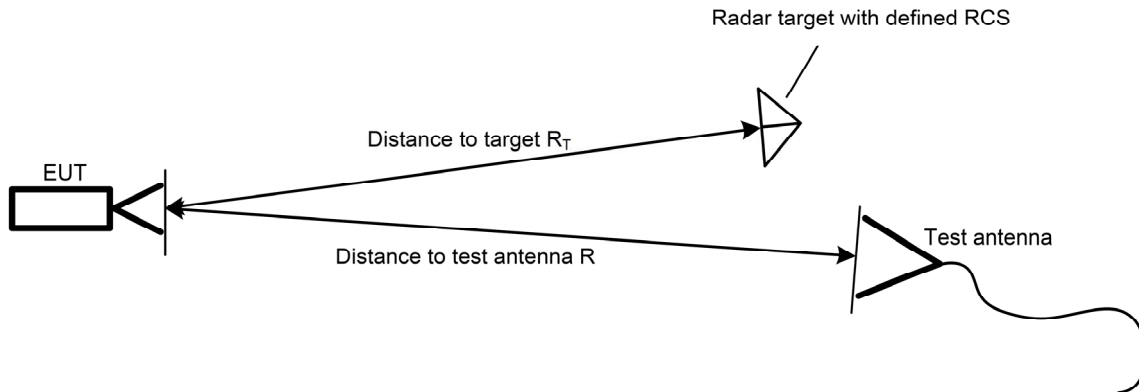 Radar target with defined RCS
Distance to target R_T
EUT
Test antenna
Distance to test antenna R